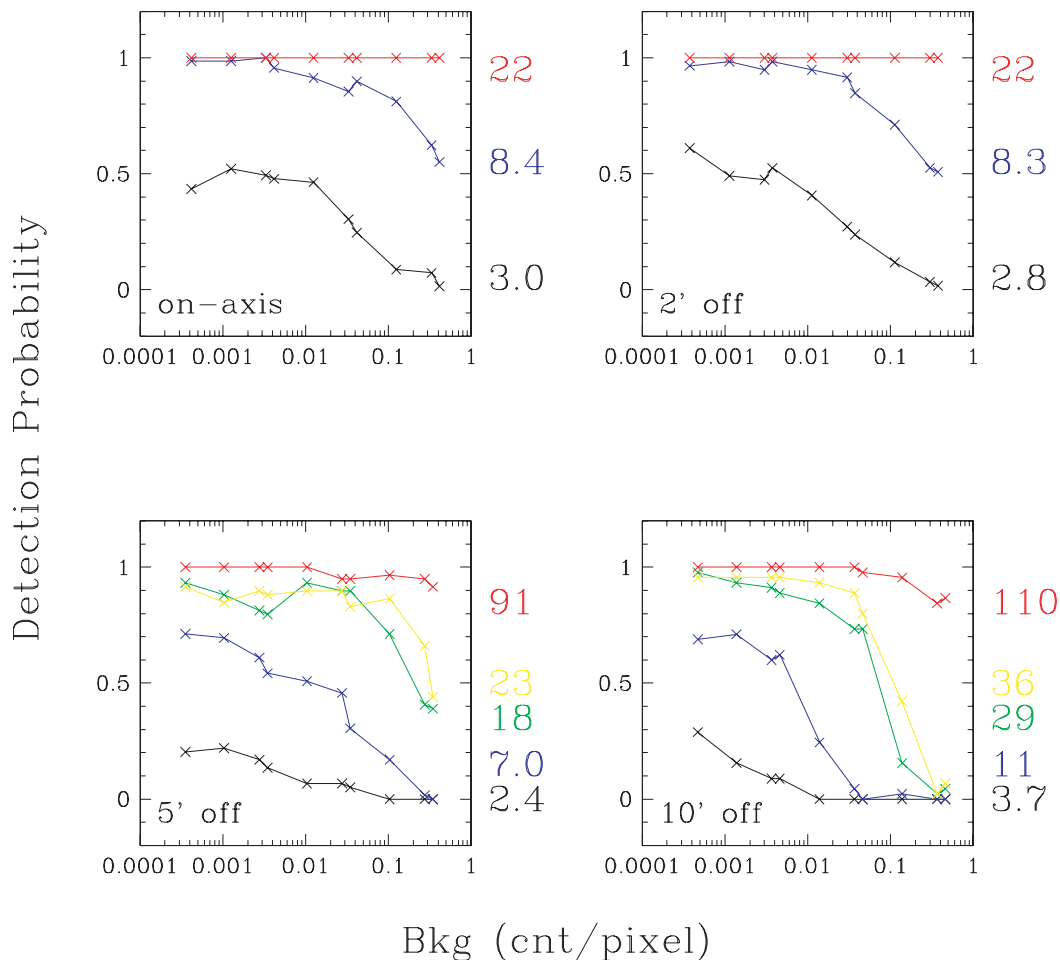 Detection Probability
1
0.5
0
on-axis
0.0001 0.001 0.01 0.1 1
22
8.4
3.0
1
0.5
0
2' off
0.0001 0.001 0.01 0.1 1
22
8.3
2.8
1
0.5
0
5' off
0.0001 0.001 0.01 0.1 1
91
23
18
7.0
2.4
1
0.5
0
10' off
0.0001 0.001 0.01 0.1 1
110
36
29
11
3.7
Bkg (cnt/pixel)